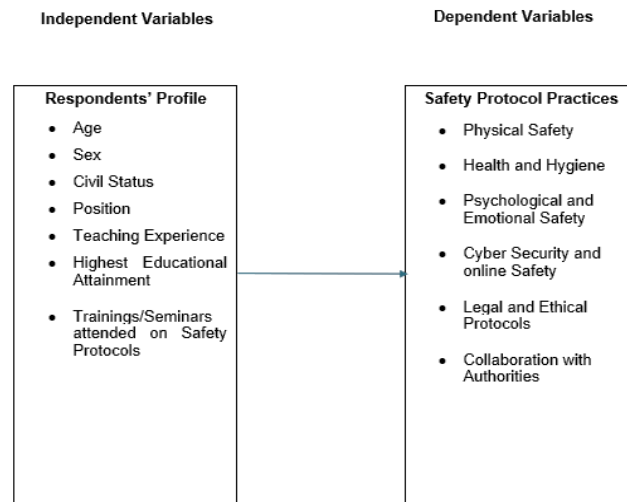 Independent Variables
Dependent Variables
Respondents' Profile
• Age
• Sex
• Civil Status
• Position
• Teaching Experience
• Highest Educational
Attainment
• Trainings/Seminars
attended on Safety
Protocols
Safety Protocol Practices
• Physical Safety
• Health and Hygiene
• Psychological and
Emotional Safety
• Cyber Security and
online Safety
• Legal and Ethical
Protocols
• Collaboration with
Authorities